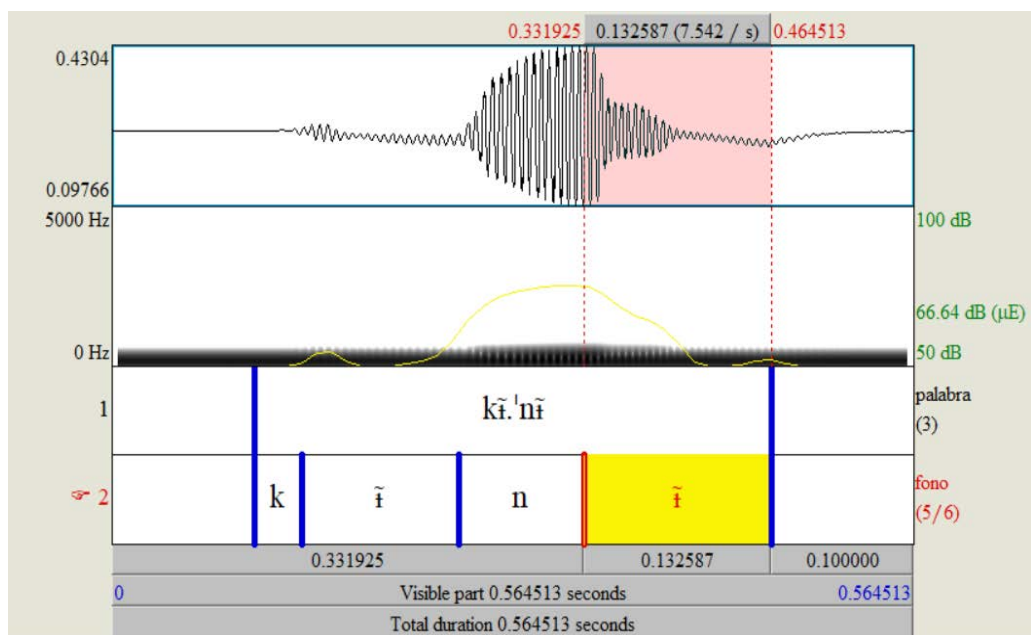 0.331925 0.132587 (7.542 / s) 0.464513
0.4304
0.09766
5000 Hz 100 dB
66.64 dB (µE)
0 Hz 50 dB
1 kɨ̃.ˈnɨ̃ palabra
(3)
☞ 2 k ɨ̃ n ɨ̃ fono
(5/6)
0.331925 0.132587 0.100000
0 Visible part 0.564513 seconds 0.564513
Total duration 0.564513 seconds